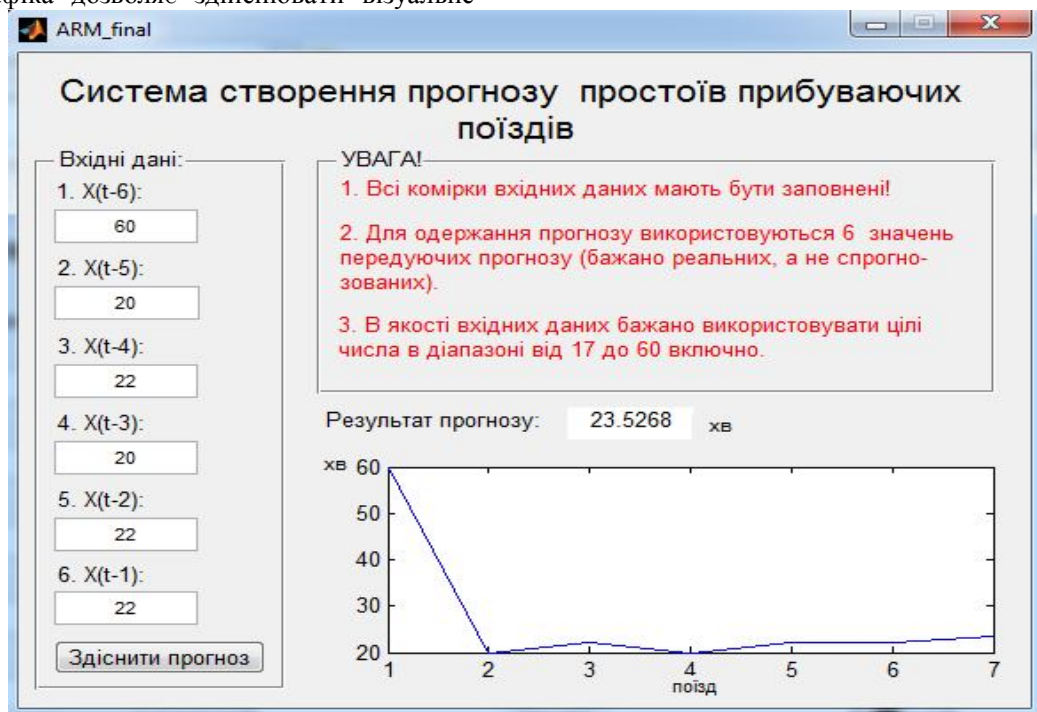 дозволяє здійснювати візуальне
ARM_final
Система створення прогнозу простоїв прибуваючих
поїздів
Вхідні дані:
1. X(t-6):
60
2. X(t-5):
20
3. X(t-4):
22
4. X(t-3):
20
5. X(t-2):
22
6. X(t-1):
22
Здіснити прогноз
УВАГА!
1. Всі комірки вхідних даних мають бути заповнені!
2. Для одержання прогнозу використовуються 6 значень
передуючих прогнозу (бажано реальних, а не спрогно-
зованих).
3. В якості вхідних даних бажано використовувати цілі
числа в діапазоні від 17 до 60 включно.
Результат прогнозу: 23.5268 хв
хв 60
50
40
30
20
1 2 3 4 5 6 7
поїзд